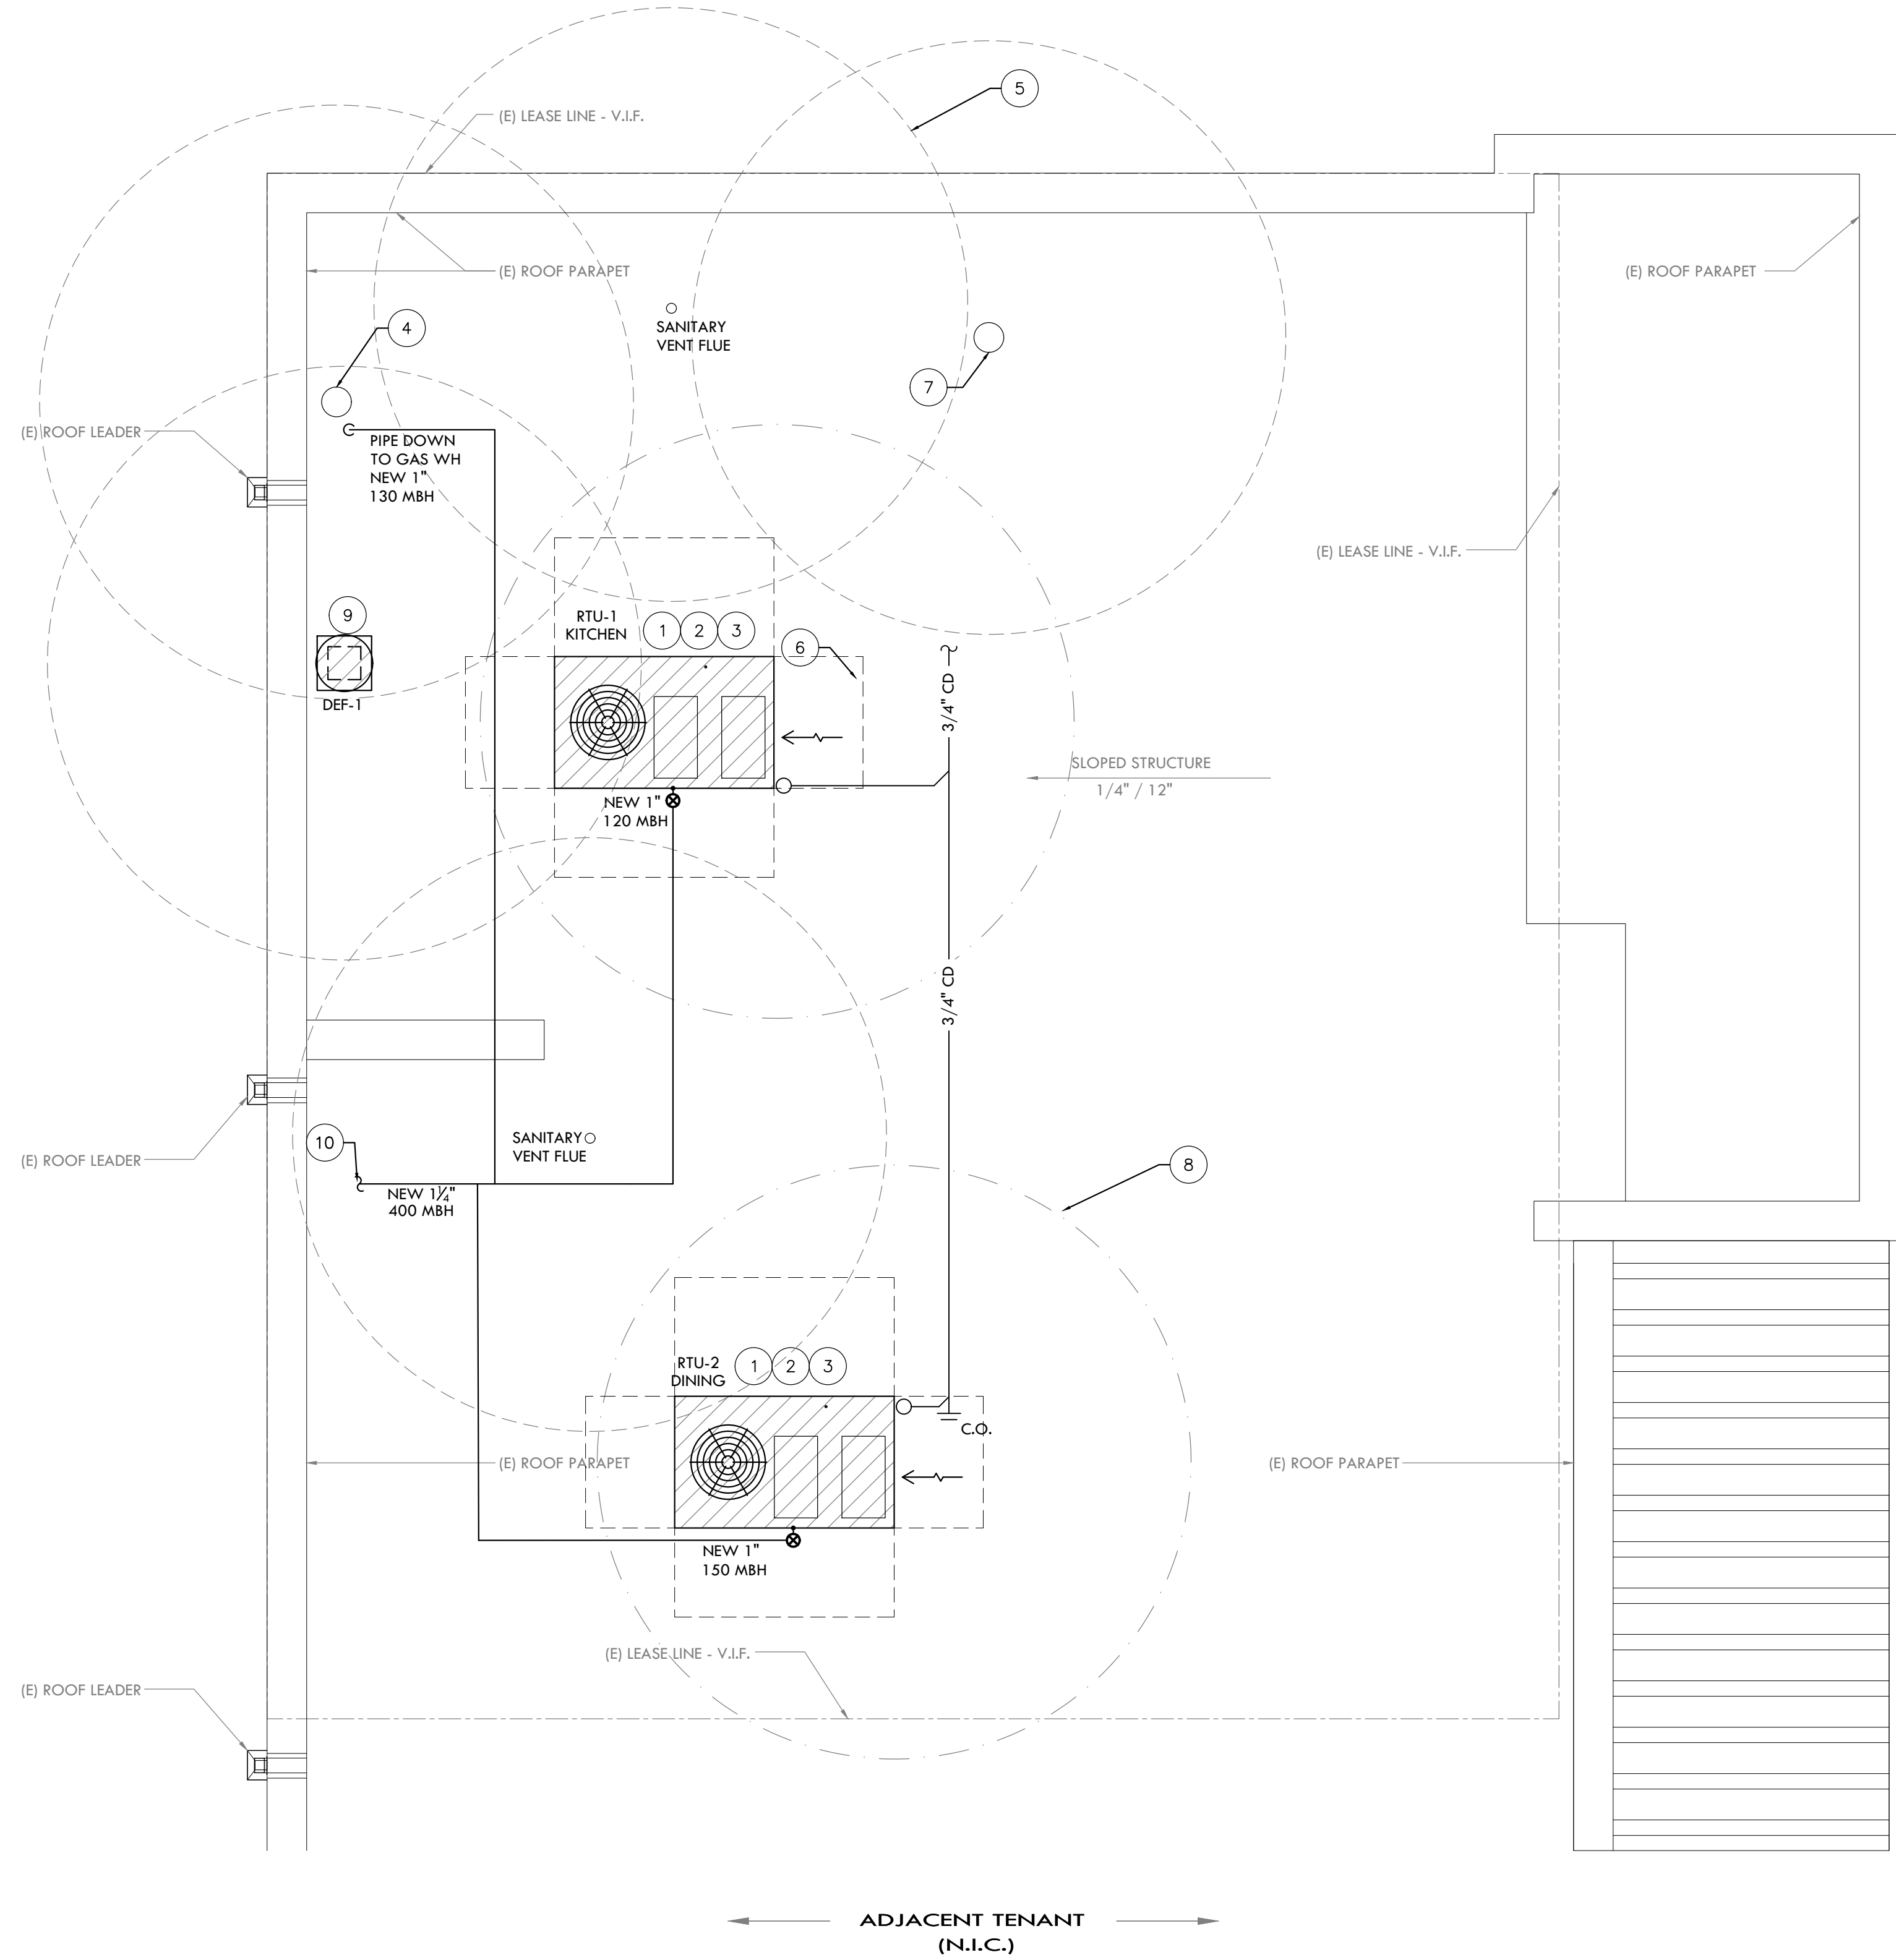 5
(E) LEASE LINE - V.I.F.
(E) ROOF PARAPET
(E) ROOF PARAPET
4
SANITARY
VENT FLUE
7
(E) ROOF LEADER
PIPE DOWN
TO GAS WH
NEW 1"
130 MBH
(E) LEASE LINE - V.I.F.
9
DEF-1
RTU-1
KITCHEN
1
2
3
6
3/4" CD
SLOPED STRUCTURE
1/4" / 12"
NEW 1"
120 MBH
3/4" CD
10
SANITARY
VENT FLUE
(E) ROOF LEADER
8
NEW 1¼"
400 MBH
RTU-2
DINING
1
2
3
C.O.
(E) ROOF PARAPET
(E) ROOF PARAPET
NEW 1"
150 MBH
(E) LEASE LINE - V.I.F.
(E) ROOF LEADER
ADJACENT TENANT
(N.I.C.)